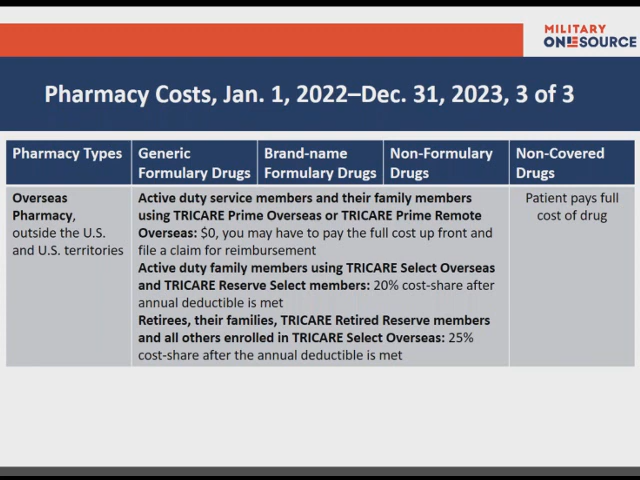 MILITARY
ONESOURCE
Pharmacy Costs, Jan. 1, 2022–Dec. 31, 2023, 3 of 3
Pharmacy Types
Generic
Formulary Drugs
Brand-name
Formulary Drugs
Non-Formulary
Drugs
Non-Covered
Drugs
Overseas
Pharmacy,
outside the U.S.
and U.S. territories
Active duty service members and their family members
using TRICARE Prime Overseas or TRICARE Prime Remote
Overseas: $0, you may have to pay the full cost up front and
file a claim for reimbursement
Active duty family members using TRICARE Select Overseas
and TRICARE Reserve Select members: 20% cost-share after
annual deductible is met
Retirees, their families, TRICARE Retired Reserve members
and all others enrolled in TRICARE Select Overseas: 25%
cost-share after the annual deductible is met
Patient pays full
cost of drug